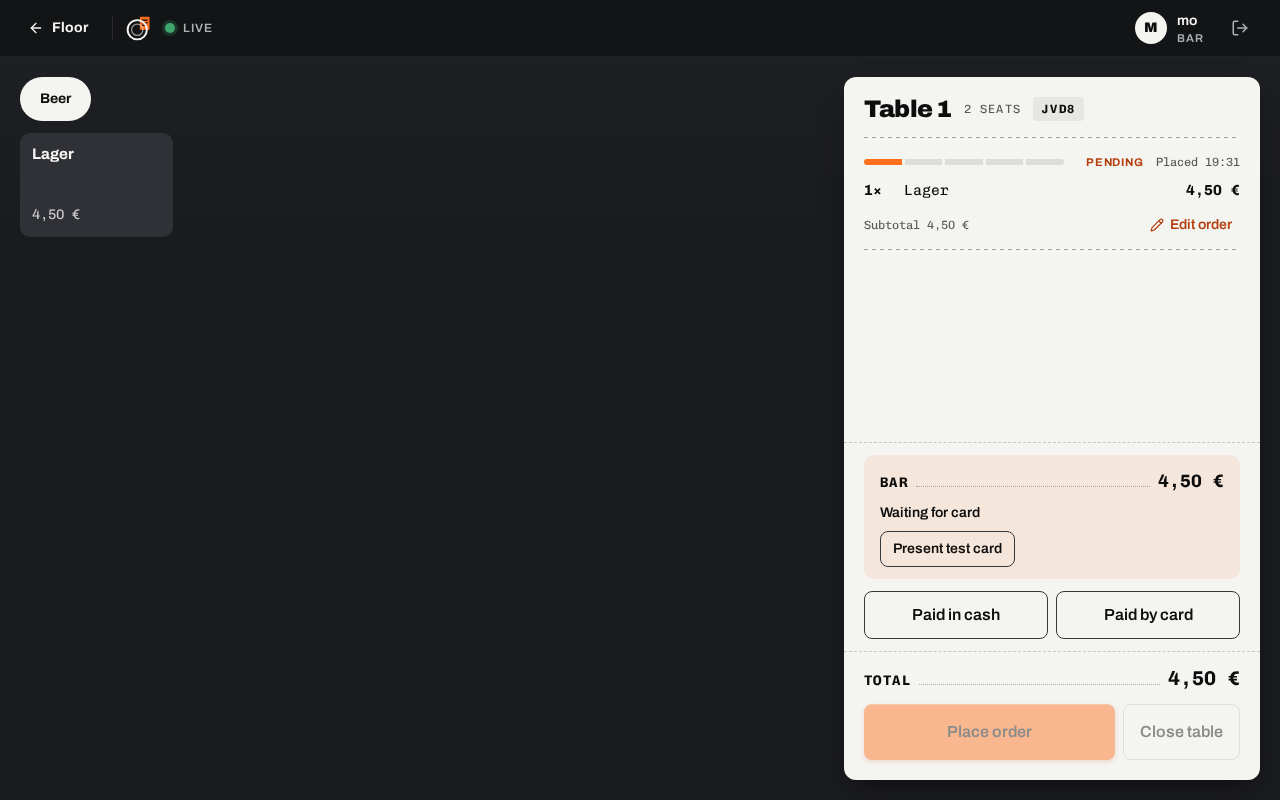 Floor
LIVE
M
mo
BAR
Beer
Lager
4,50 €
Table 1 2 SEATS JVD8
PENDING Placed 19:31
1× Lager 4,50 €
Subtotal 4,50 € Edit order
BAR 4,50 €
Waiting for card
Present test card
Paid in cash Paid by card
TOTAL 4,50 €
Place order Close table